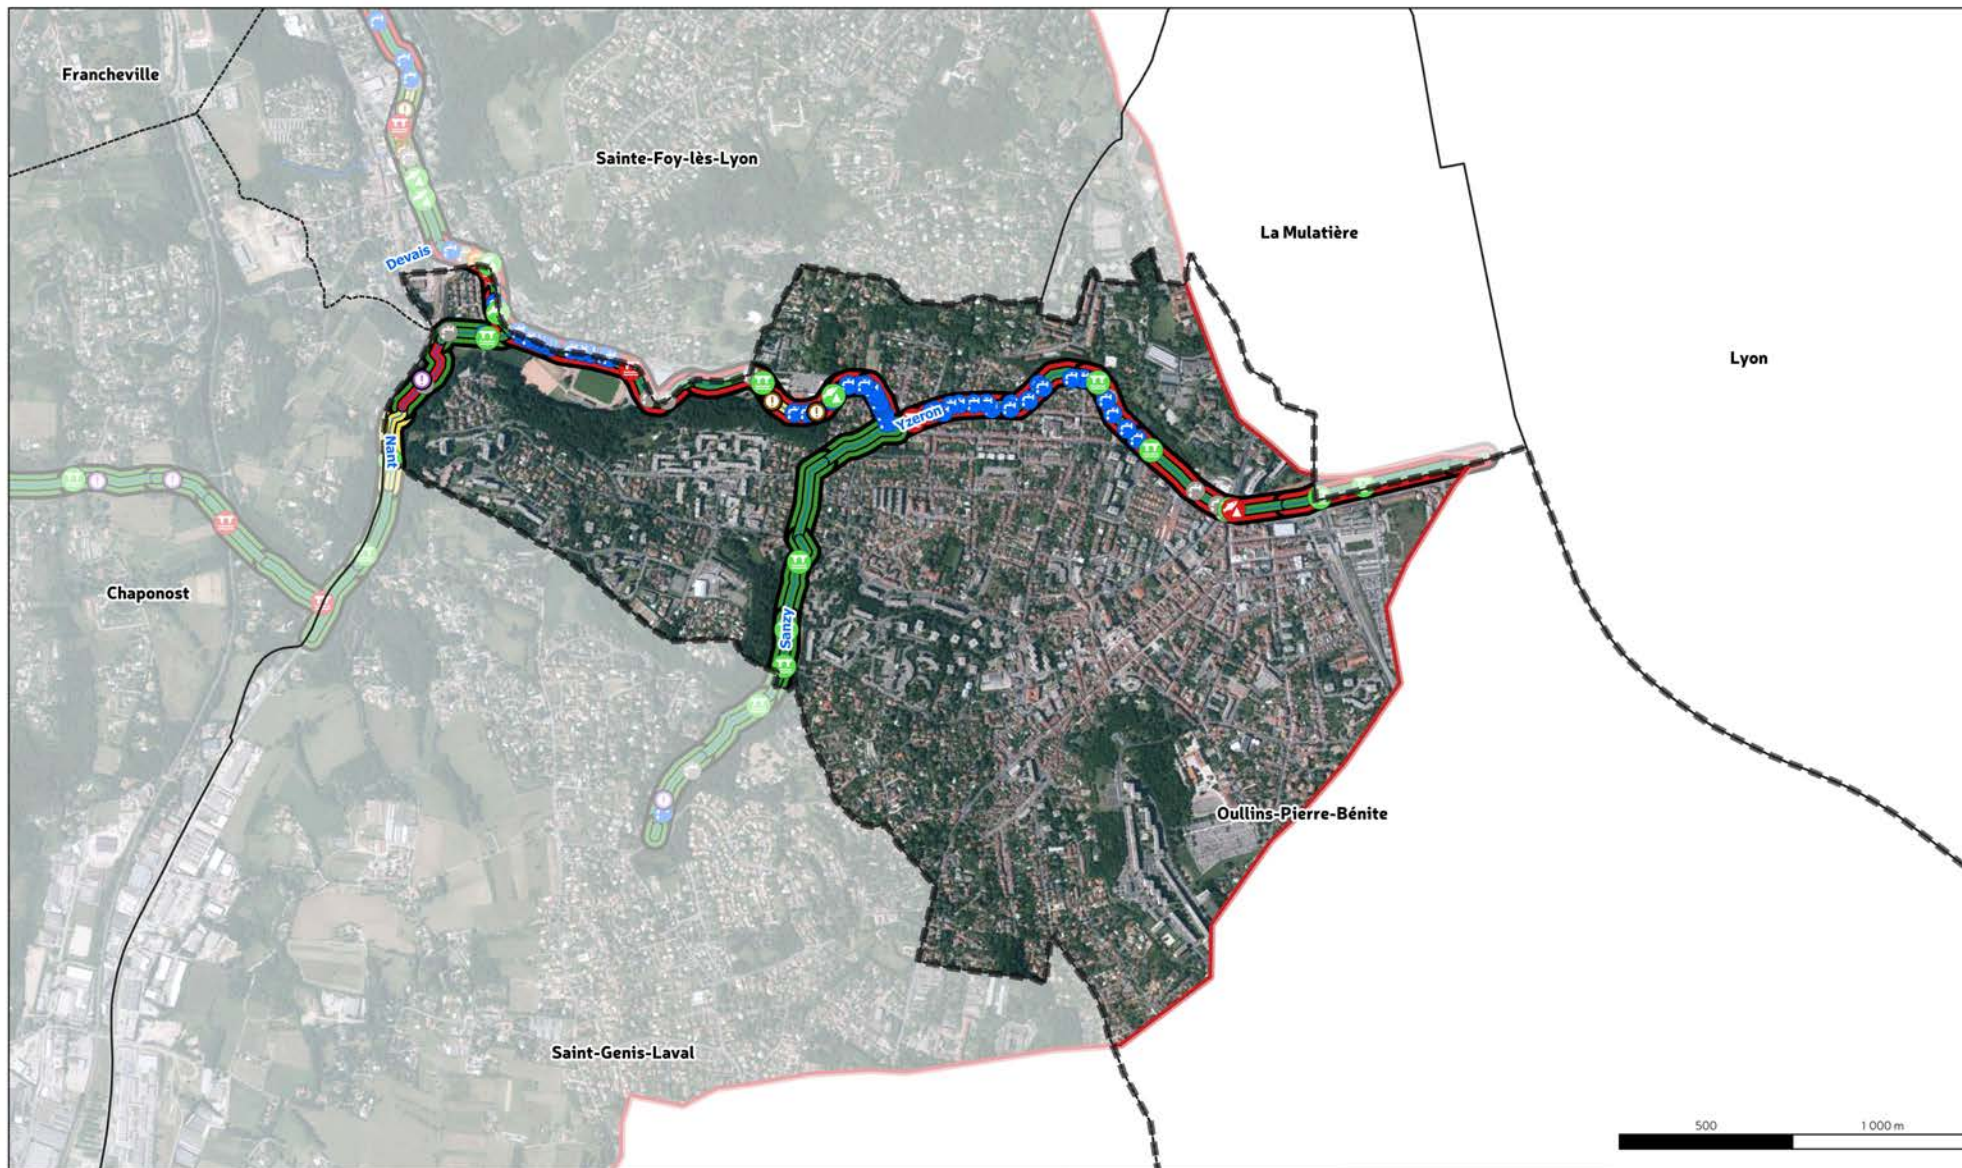 Francheville
Sainte-Foy-lès-Lyon
La Mulatière
Devais
Lyon
Yzeron
Nant
Chaponost
Sanzy
Oullins-Pierre-Bénite
Saint-Genis-Laval
500
1 000 m